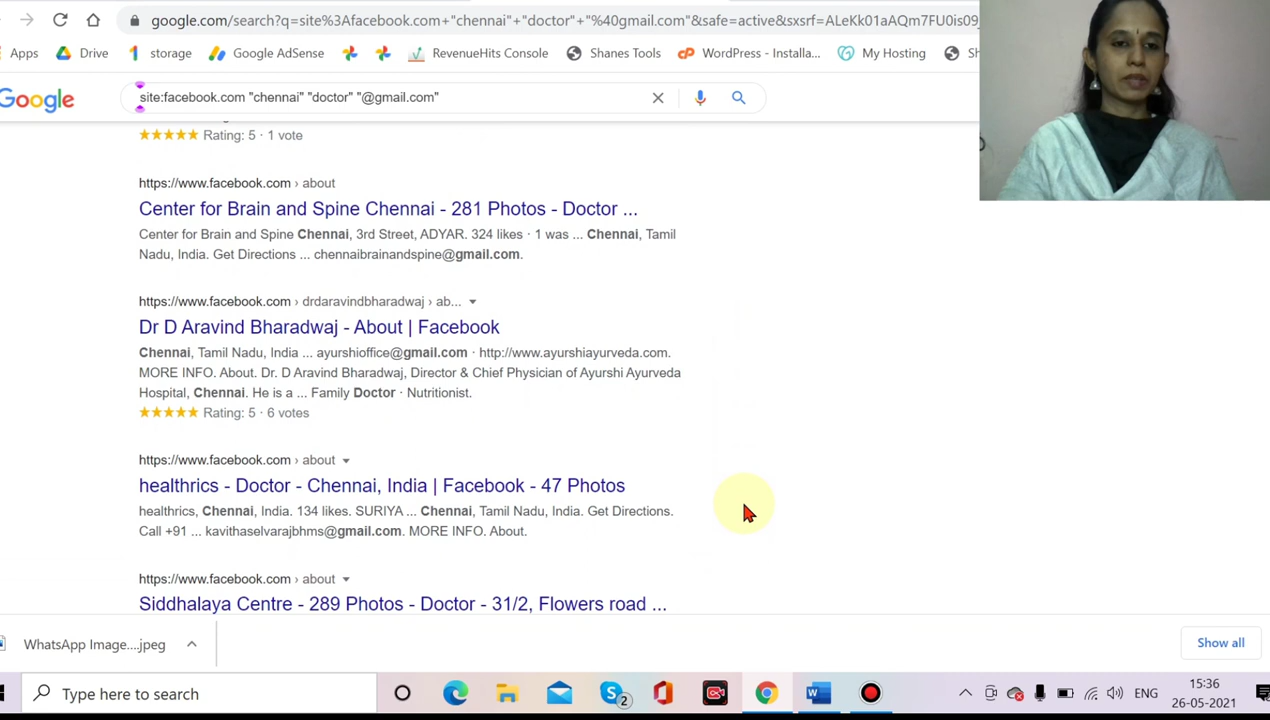 google.com/search?q=site%3Afacebook.com+"chennai"+"doctor"+"%40gmail.com"&safe=active&sxsrf=ALeKk01aAQm7FU0is09
Apps Drive storage Google AdSense RevenueHits Console Shanes Tools WordPress - Installa... My Hosting Sh
Google site:facebook.com "chennai" "doctor" "@gmail.com"
Rating: 5 · 1 vote
https://www.facebook.com › about
Center for Brain and Spine Chennai - 281 Photos - Doctor ...
Center for Brain and Spine Chennai, 3rd Street, ADYAR. 324 likes · 1 was ... Chennai, Tamil
Nadu, India. Get Directions ... chennaibrainandspine@gmail.com.
https://www.facebook.com › drdaravindbharadwaj › ab...
Dr D Aravind Bharadwaj - About | Facebook
Chennai, Tamil Nadu, India ... ayurshioffice@gmail.com · http://www.ayurshiayurveda.com.
MORE INFO. About. Dr. D Aravind Bharadwaj, Director & Chief Physician of Ayurshi Ayurveda
Hospital, Chennai. He is a ... Family Doctor · Nutritionist.
Rating: 5 · 6 votes
https://www.facebook.com › about
healthrics - Doctor - Chennai, India | Facebook - 47 Photos
healthrics, Chennai, India. 134 likes. SURIYA ... Chennai, Tamil Nadu, India. Get Directions.
Call +91 ... kavithaselvarajbhms@gmail.com. MORE INFO. About.
https://www.facebook.com › about
Siddhalaya Centre - 289 Photos - Doctor - 31/2, Flowers road ...
WhatsApp Image....jpeg
Show all
Type here to search
2
ENG
15:36
26-05-2021